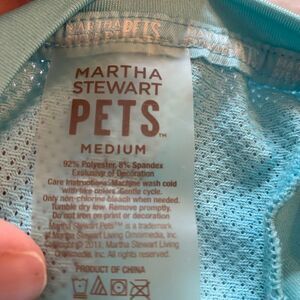 MARTHA
STEWART
PETS™
MEDIUM
92% Polyester, 8% Spandex
Exclusive of Decoration
Care Instructions: Machine wash cold
with like colors. Gentle cycle.
Only non-chlorine bleach when needed.
Tumble dry low. Remove promptly.
Do not iron on print or decoration
Martha Stewart Pets™ is a trademark
of Martha Stewart Living Omnimedia, Inc.
Martha Stewart Living
Omnimedia, Inc. All rights reserved.
PRODUCT OF CHINA